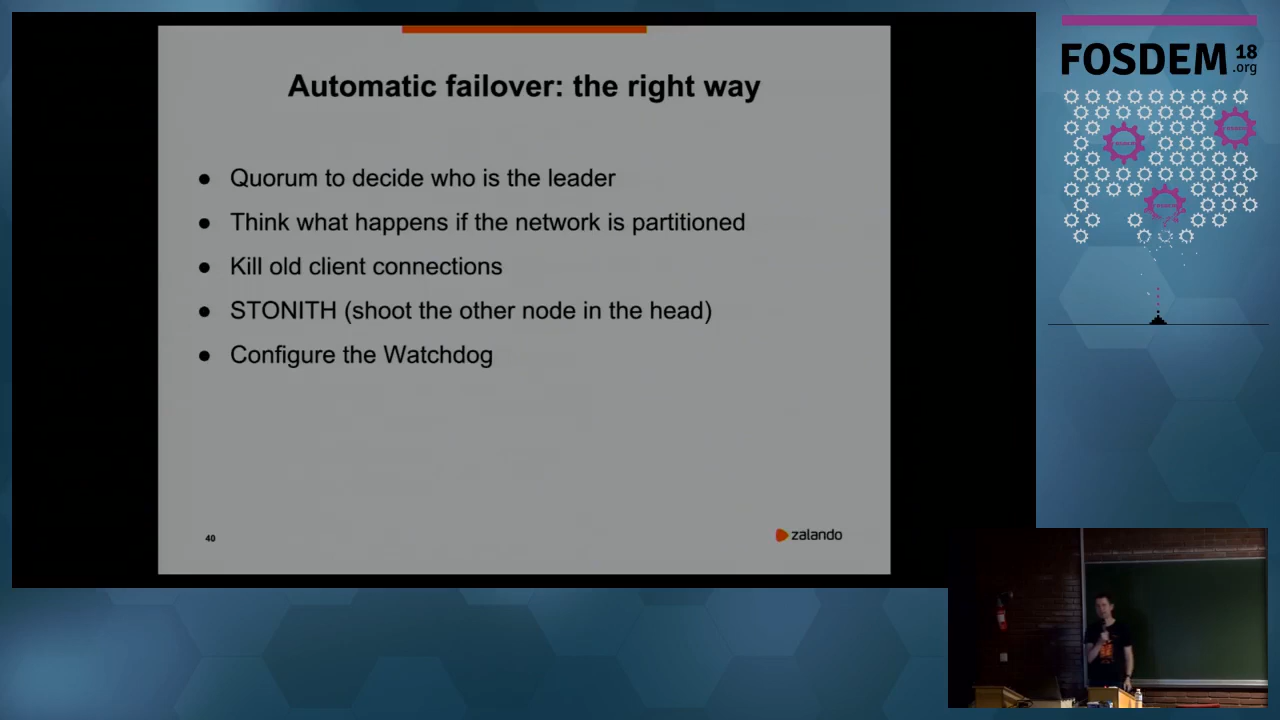 Automatic failover: the right way
● Quorum to decide who is the leader
● Think what happens if the network is partitioned
● Kill old client connections
● STONITH (shoot the other node in the head)
● Configure the Watchdog
40
zalando
FOSDEM 18
.org